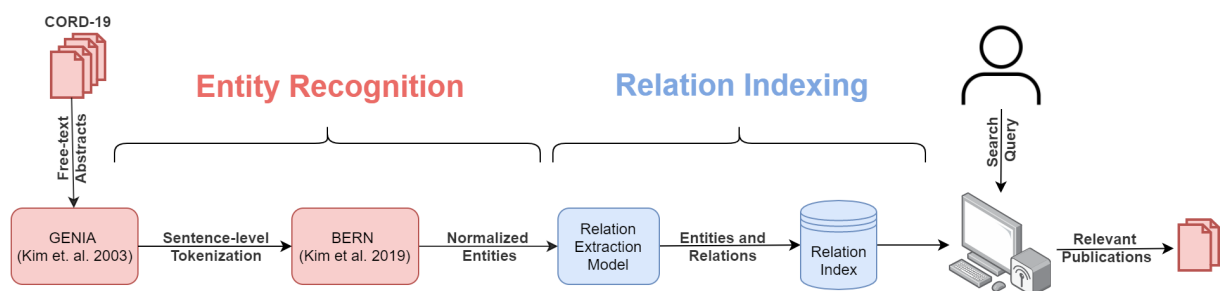 CORD-19
Free-text
Abstracts
Entity Recognition
Relation Indexing
Search
Query
GENIA
(Kim et. al. 2003)
Sentence-level
Tokenization
BERN
(Kim et al. 2019)
Normalized
Entities
Relation
Extraction
Model
Entities and
Relations
Relation
Index
Relevant
Publications